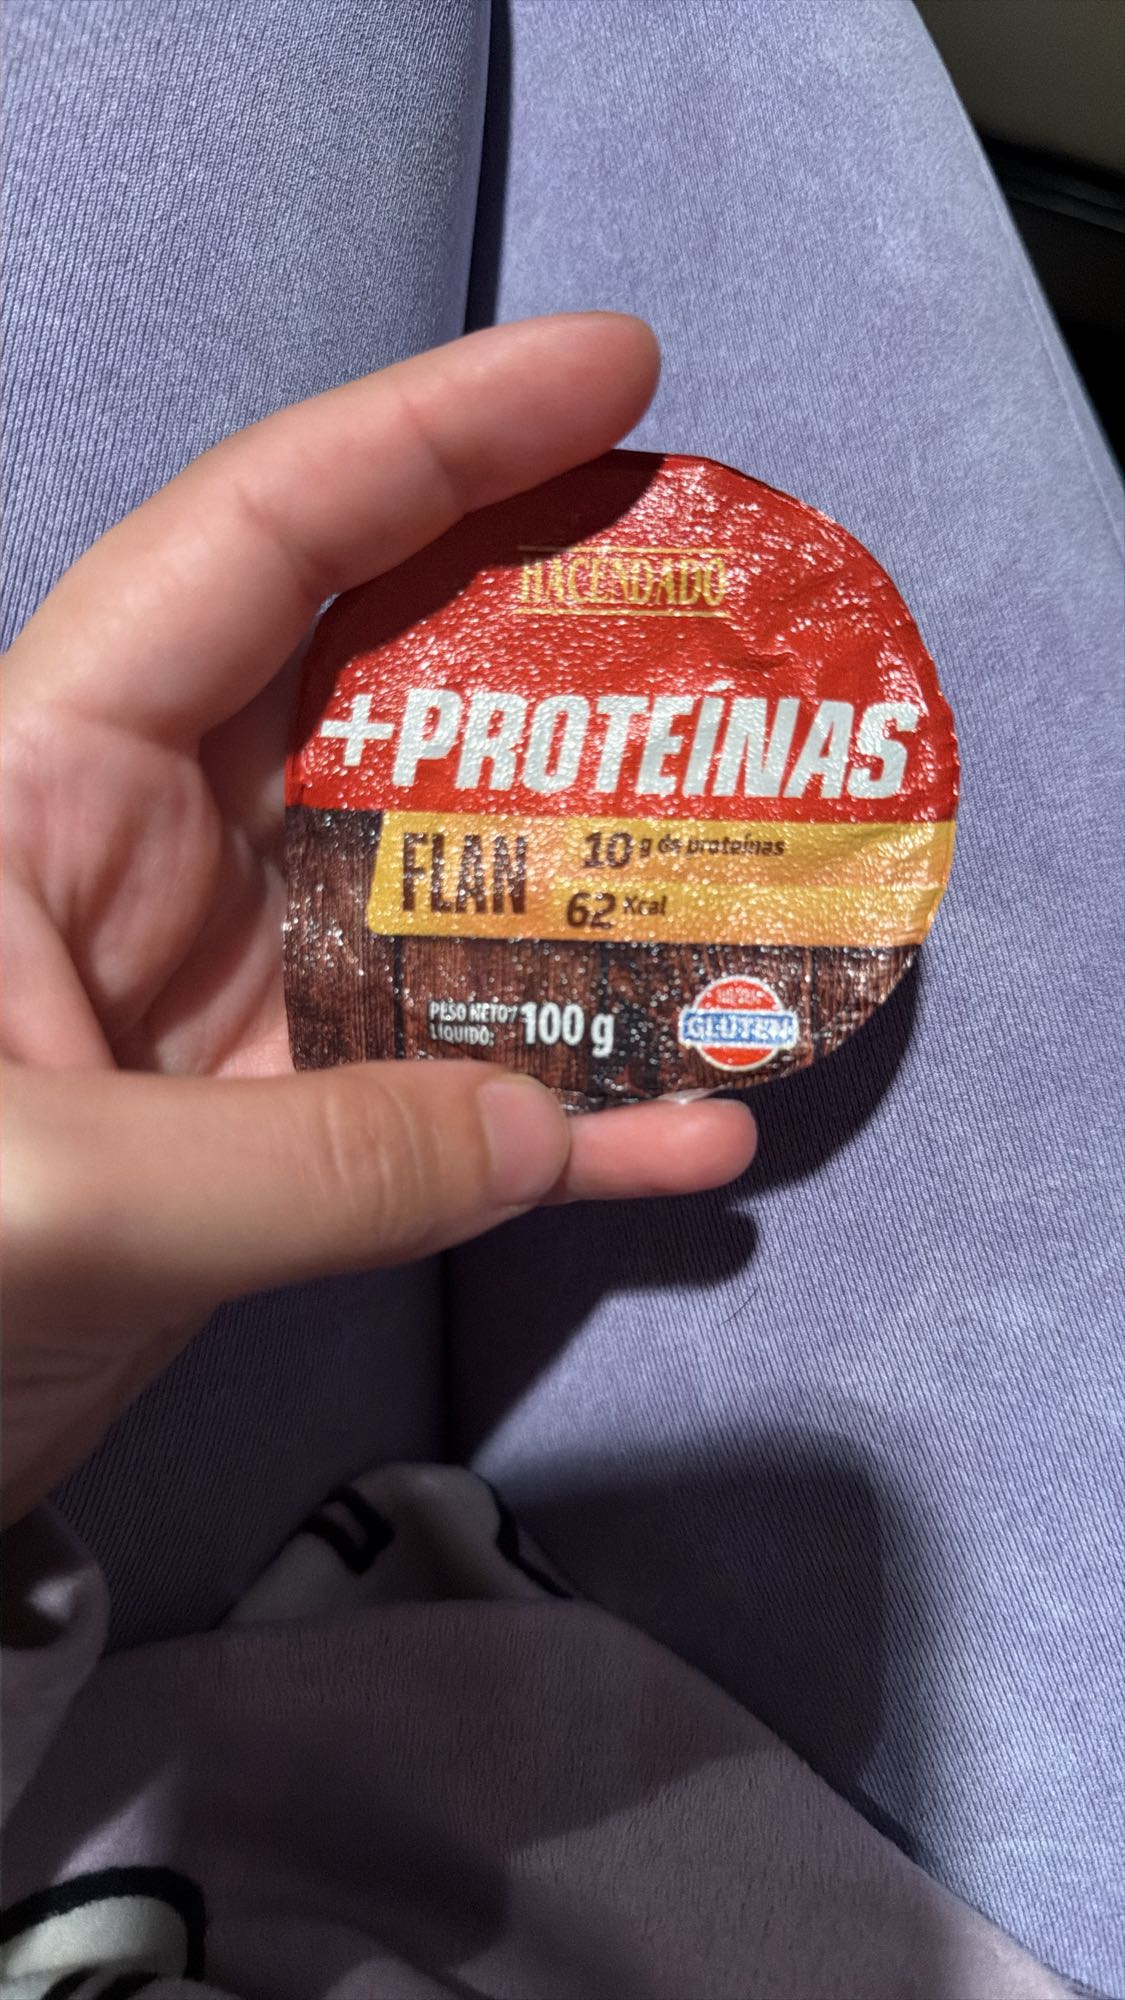 HACENDADO
+PROTEÍNAS
FLAN
10 g de proteínas
62 Kcal
PESO NETO/
LÍQUIDO: 100 g
GLUTEN